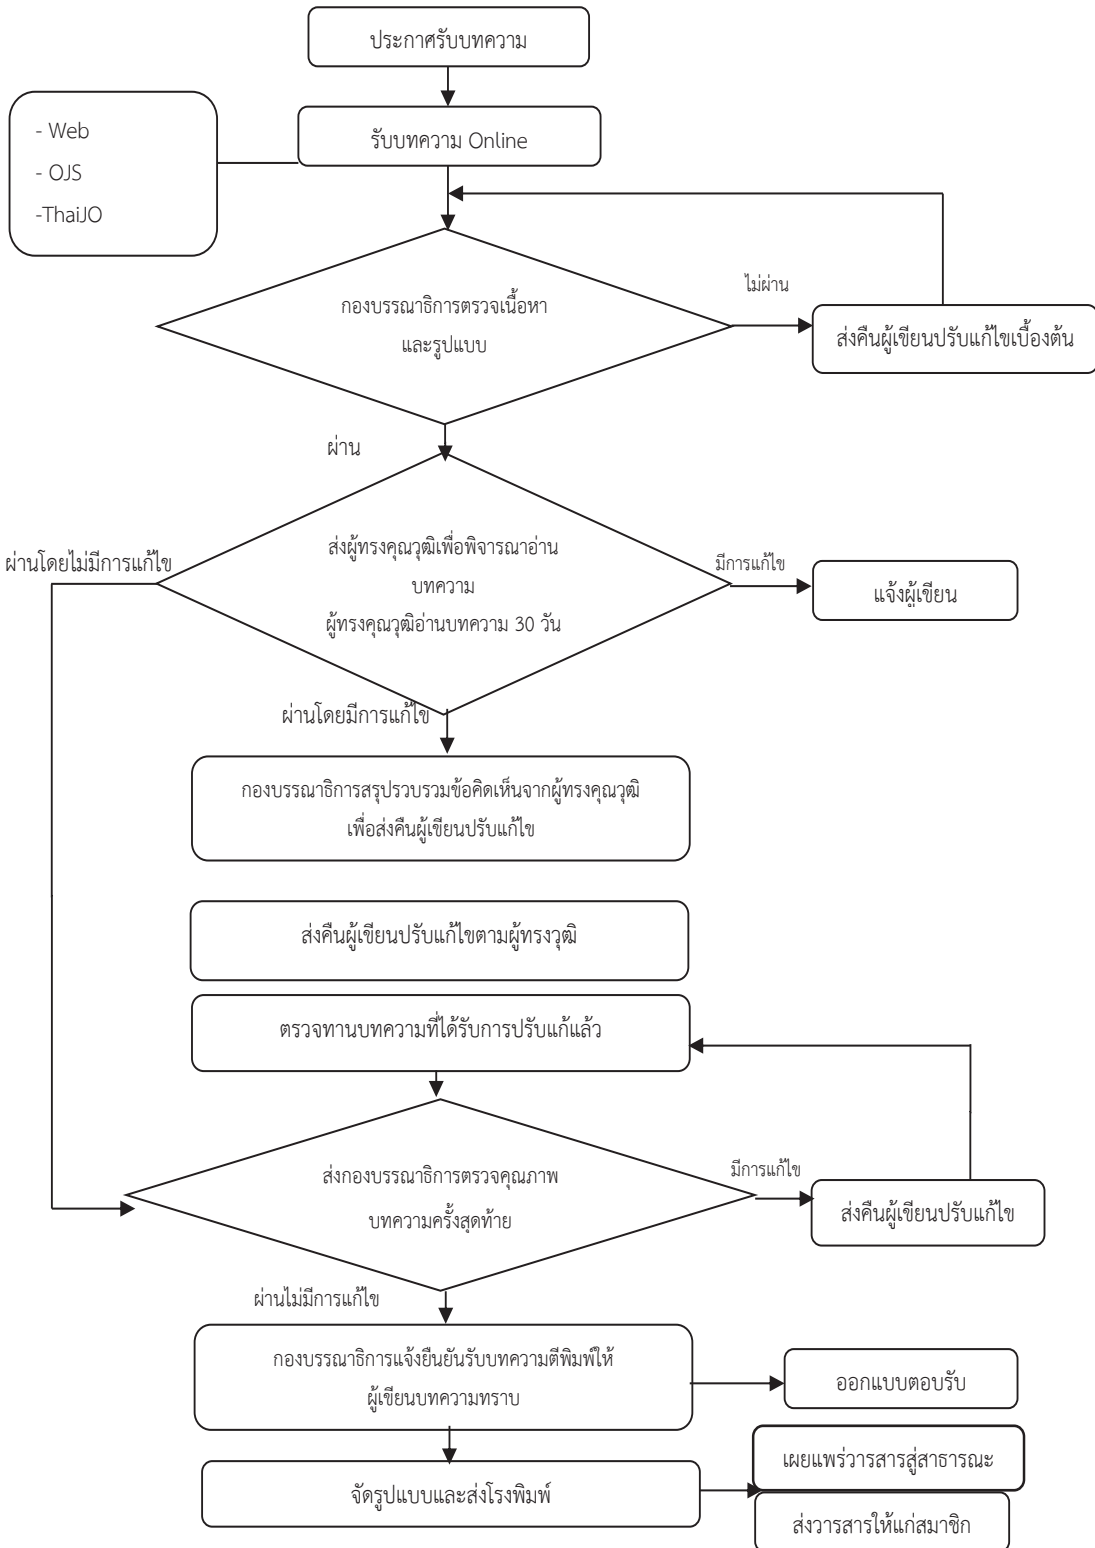 ประกาศรับบทความ
- Web
- OJS
-ThaiJO
รับบทความ Online
กองบรรณาธิการตรวจเนื้อหา
และรูปแบบ
ไม่ผ่าน
ส่งคืนผู้เขียนปรับแก้ไขเบื้องต้น
ผ่าน
ผ่านโดยไม่มีการแก้ไข
ส่งผู้ทรงคุณวุฒิเพื่อพิจารณาอ่าน
บทความ
ผู้ทรงคุณวุฒิอ่านบทความ 30 วัน
มีการแก้ไข
แจ้งผู้เขียน
ผ่านโดยมีการแก้ไข
กองบรรณาธิการสรุปรวบรวมข้อคิดเห็นจากผู้ทรงคุณวุฒิ
เพื่อส่งคืนผู้เขียนปรับแก้ไข
ส่งคืนผู้เขียนปรับแก้ไขตามผู้ทรงวุฒิ
ตรวจทานบทความที่ได้รับการปรับแก้แล้ว
ส่งกองบรรณาธิการตรวจคุณภาพ
บทความครั้งสุดท้าย
มีการแก้ไข
ส่งคืนผู้เขียนปรับแก้ไข
ผ่านไม่มีการแก้ไข
กองบรรณาธิการแจ้งยืนยันรับบทความตีพิมพ์ให้
ผู้เขียนบทความทราบ
ออกแบบตอบรับ
จัดรูปแบบและส่งโรงพิมพ์
เผยแพร่วารสารสู่สาธารณะ
ส่งวารสารให้แก่สมาชิก